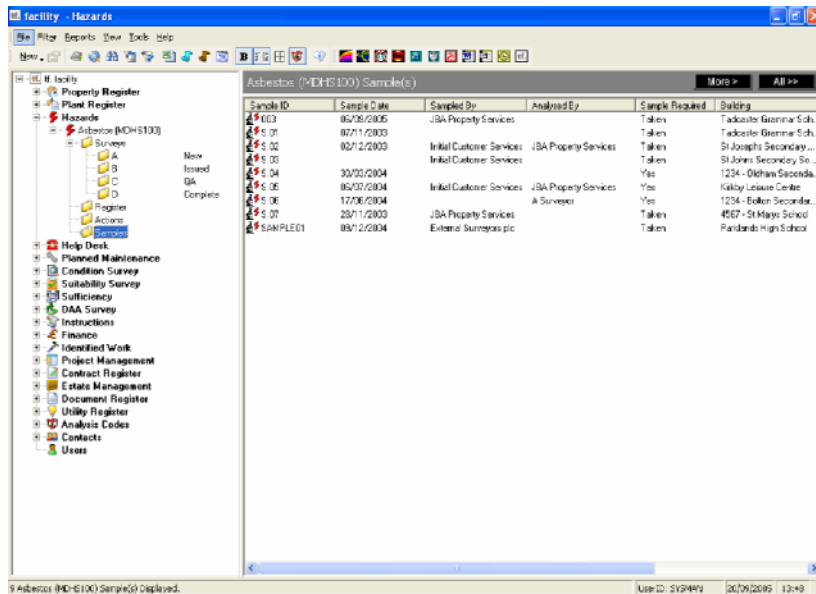 tf. facility - Hazards
File Filter Reports View Tools Help
New
B
tf. facility
Property Register
Plant Register
Hazards
Asbestos (MDHS100)
Surveys
A New
B Issued
C QA
D Complete
Register
Actions
Samples
Help Desk
Planned Maintenance
Condition Survey
Suitability Survey
Sufficiency
DAA Survey
Instructions
Finance
Identified Work
Project Management
Contract Register
Estate Management
Document Register
Utility Register
Analysis Codes
Contacts
Users
Asbestos (MDHS100) Sample(s) More > All >>
Sample ID Sample Date Sampled By Analysed By Sample Required Building
003 06/09/2005 JBA Property Services Taken Tadcaster Grammar Sch..
S.01 07/11/2003 Taken Tadcaster Grammar Sch..
S.02 02/12/2003 Initial Customer Services JBA Property Services Taken St Josephs Secondary ...
S.03 Initial Customer Services Taken St Johns Secondary Sc...
S.04 30/03/2004 Yes 1234 - Oldham Seconda..
S.05 06/07/2004 Initial Customer Services JBA Property Services Yes Kirkby Leisure Centre
S.06 17/06/2004 A Surveyor Yes 1234 - Bolton Seconder..
S.07 28/11/2003 JBA Property Services Taken 4567 - St Marys School
SAMPLE01 08/12/2004 External Surveyors plc Taken Parklands High School
9 Asbestos (MDHS100) Sample(s) Displayed. UserID: SYSMAN 20/09/2005 13:48